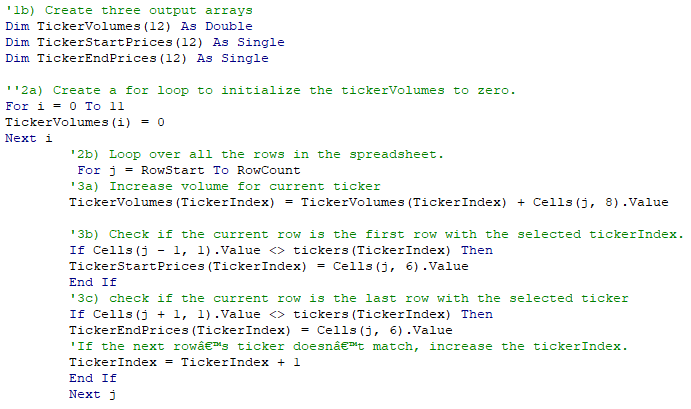 '1b) Create three output arrays
Dim TickerVolumes(12) As Double
Dim TickerStartPrices(12) As Single
Dim TickerEndPrices(12) As Single

''2a) Create a for loop to initialize the tickerVolumes to zero.
For i = 0 To 11
TickerVolumes(i) = 0
Next i
'2b) Loop over all the rows in the spreadsheet.
For j = RowStart To RowCount
'3a) Increase volume for current ticker
TickerVolumes(TickerIndex) = TickerVolumes(TickerIndex) + Cells(j, 8).Value

'3b) Check if the current row is the first row with the selected tickerIndex.
If Cells(j - 1, 1).Value <> tickers(TickerIndex) Then
TickerStartPrices(TickerIndex) = Cells(j, 6).Value
End If
'3c) check if the current row is the last row with the selected ticker
If Cells(j + 1, 1).Value <> tickers(TickerIndex) Then
TickerEndPrices(TickerIndex) = Cells(j, 6).Value
'If the next rowâ€™s ticker doesnâ€™t match, increase the tickerIndex.
TickerIndex = TickerIndex + 1
End If
Next j